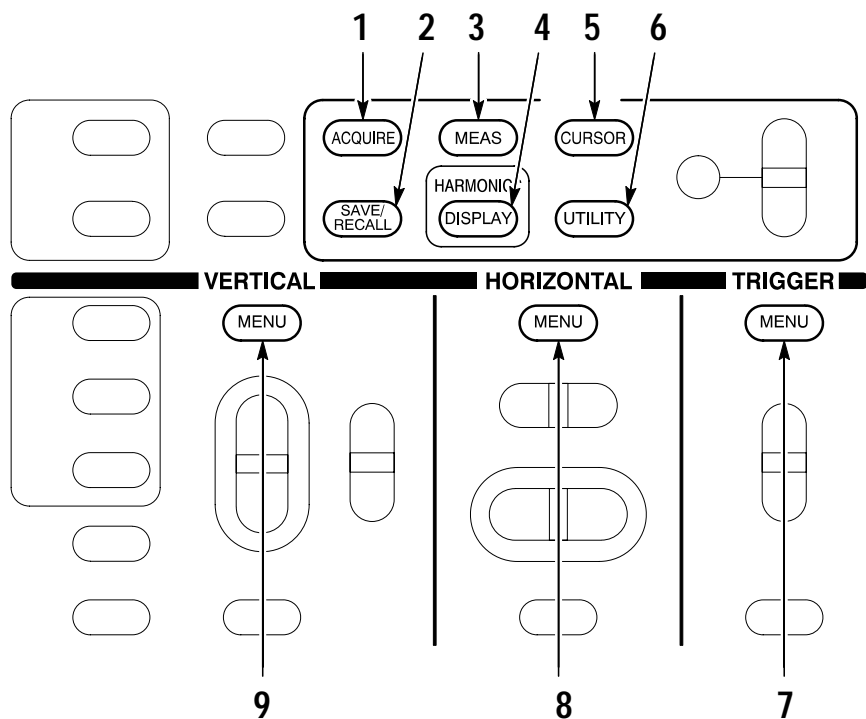 1 2 3 4 5 6
ACQUIRE MEAS CURSOR
HARMONICS
SAVE/
RECALL DISPLAY UTILITY
VERTICAL HORIZONTAL TRIGGER
MENU MENU MENU
9 8 7